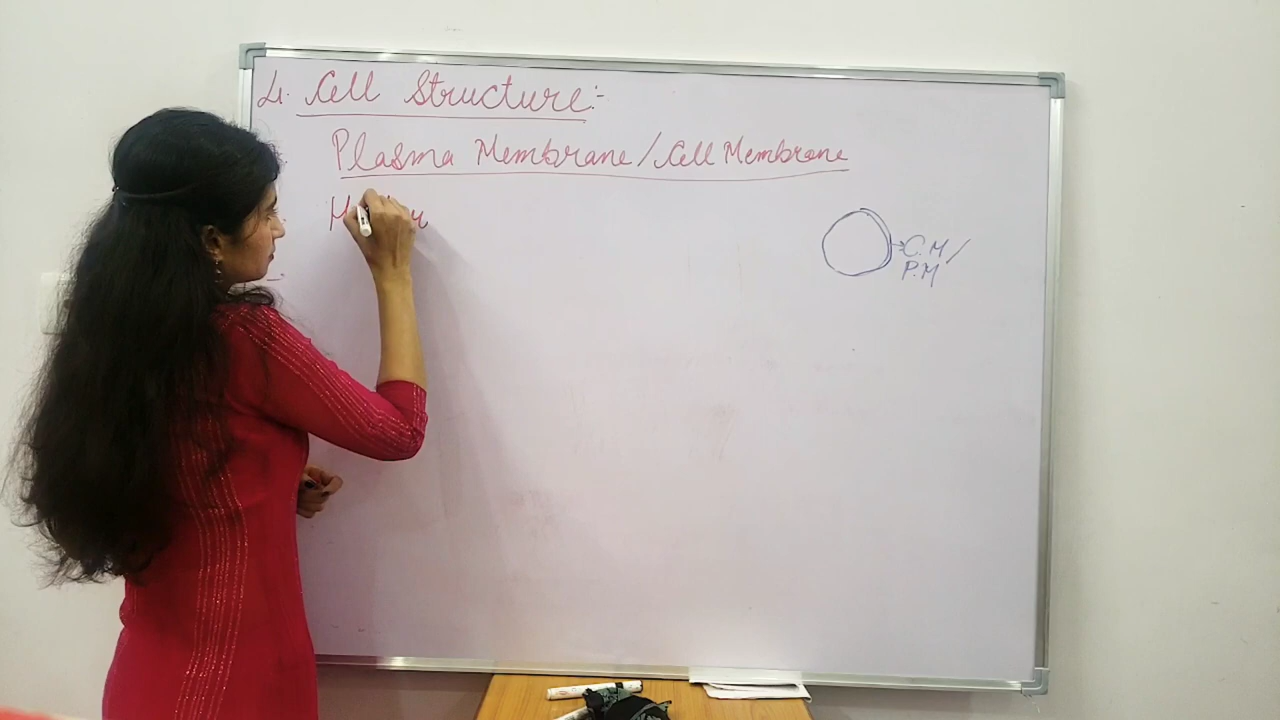 4. Cell Structure:-
Plasma Membrane/Cell Membrane
C.M/
P.M